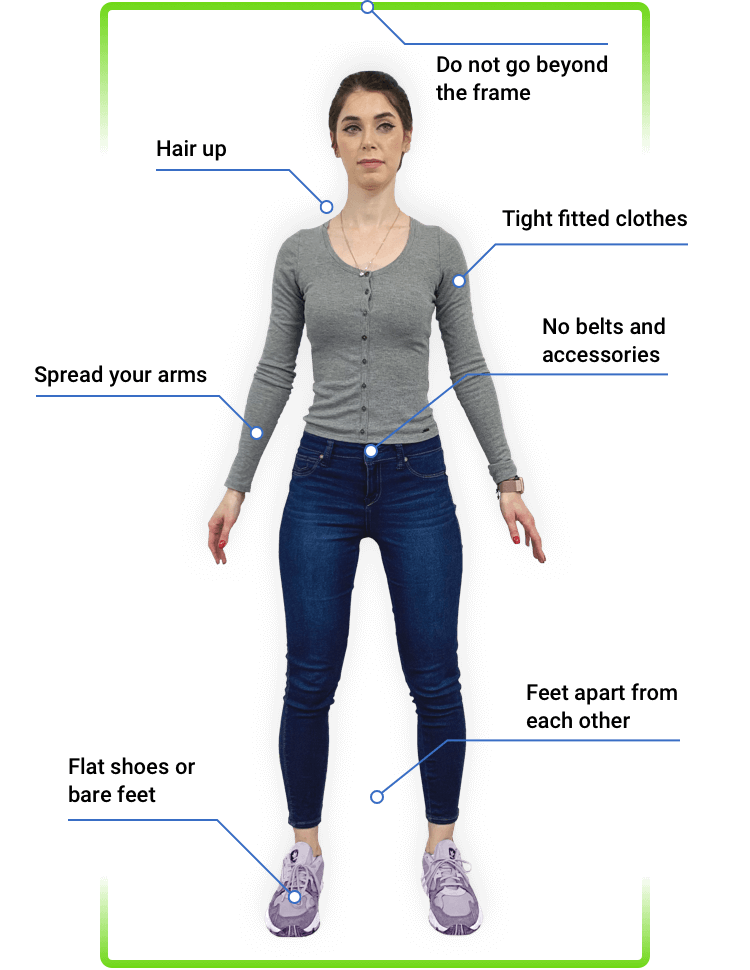 Do not go beyond
the frame
Hair up
Tight fitted clothes
No belts and
accessories
Spread your arms
Feet apart from
each other
Flat shoes or
bare feet